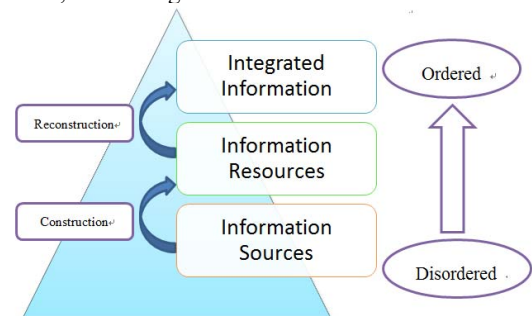 Integrated
Information
Ordered
Reconstruction
Information
Resources
Construction
Information
Sources
Disordered